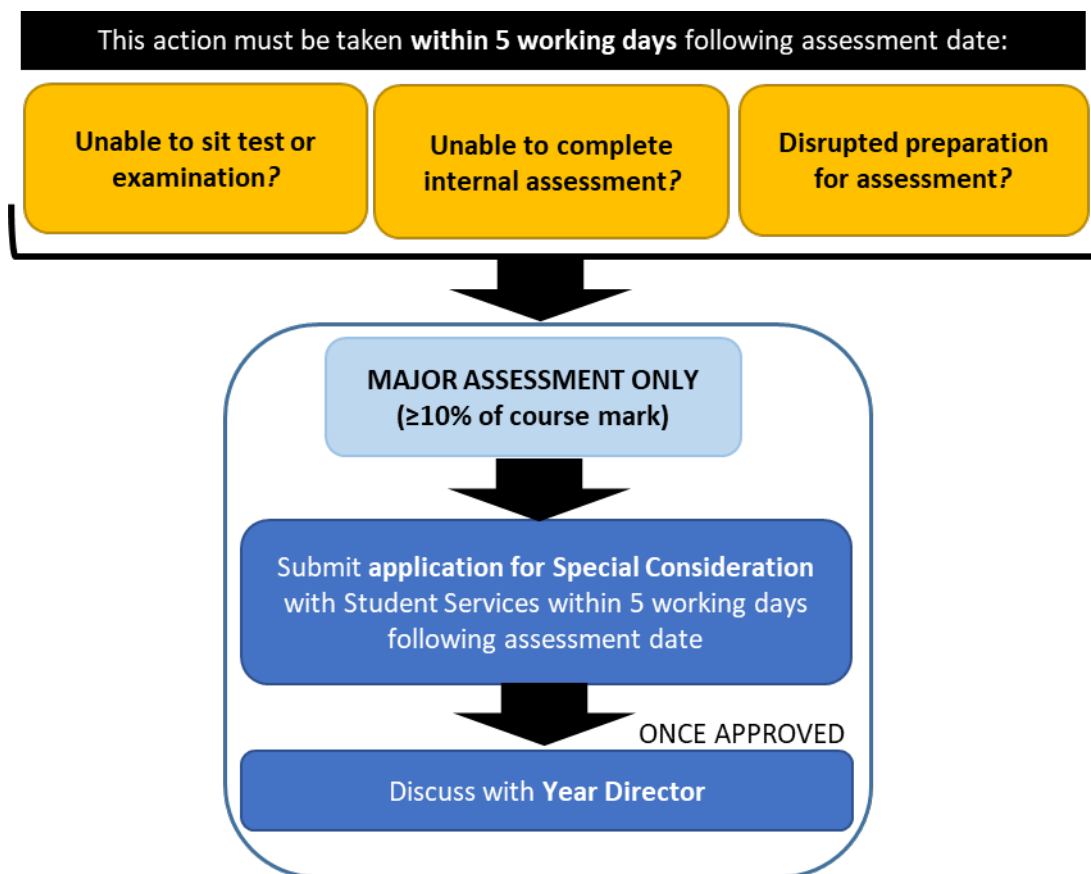 This action must be taken within 5 working days following assessment date:
Unable to sit test or
examination?
Unable to complete
internal assessment?
Disrupted preparation
for assessment?
MAJOR ASSESSMENT ONLY
(≥10% of course mark)
Submit application for Special Consideration
with Student Services within 5 working days
following assessment date
ONCE APPROVED
Discuss with Year Director